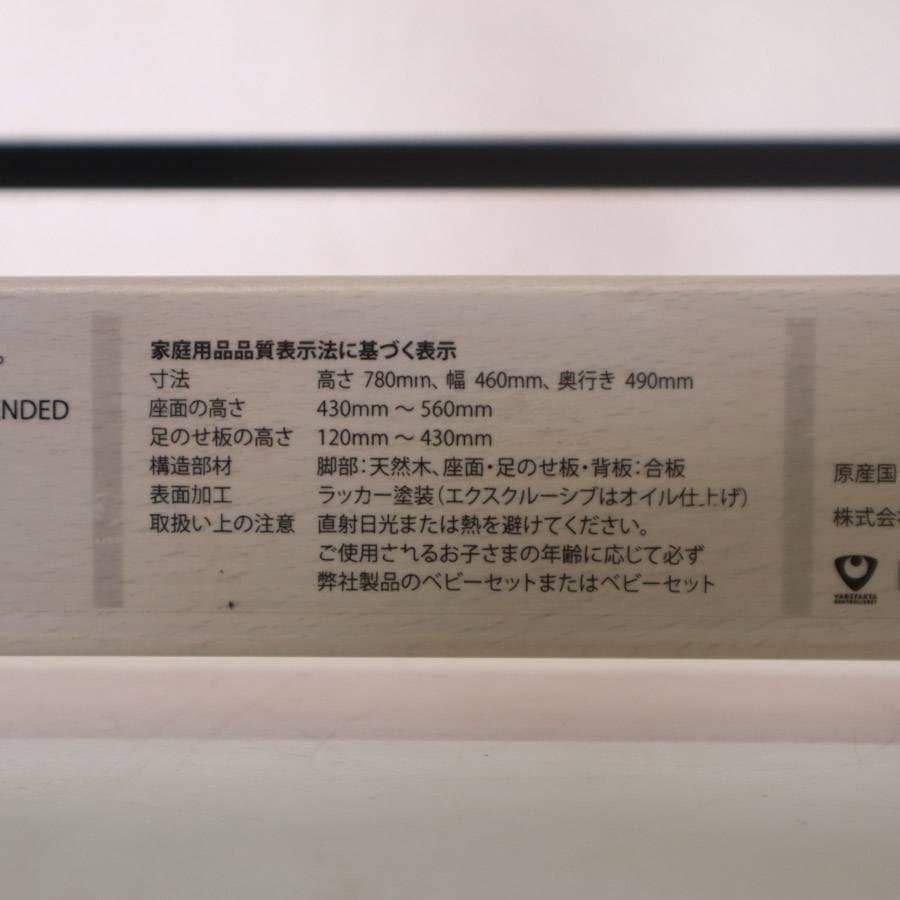 ENDED
家庭用品品質表示法に基づく表示
寸法 高さ 780mm、幅 460mm、奥行き 490mm
座面の高さ 430mm ～ 560mm
足のせ板の高さ 120mm ～ 430mm
構造部材 脚部：天然木、座面・足のせ板・背板：合板
表面加工 ラッカー塗装（エクスクルーシブはオイル仕上げ）
取扱い上の注意 直射日光または熱を避けてください。
ご使用されるお子さまの年齢に応じて必ず
弊社製品のベビーセットまたはベビーセット
原産国
株式会
VAREFAKTA
KONTROLLERET